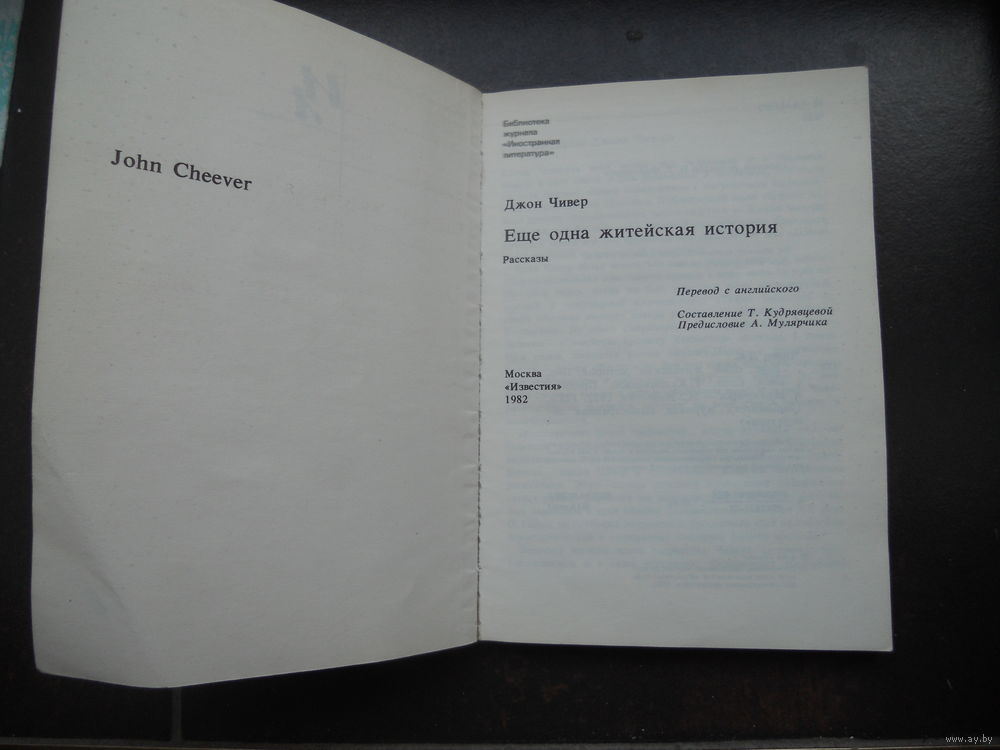 John Cheever
Библиотека
журнала
«Иностранная
литература»
Джон Чивер
Еще одна житейская история
Рассказы
Перевод с английского
Составление Т. Кудрявцевой
Предисловие А. Мулярчика
Москва
«Известия»
1982
www.ay.by